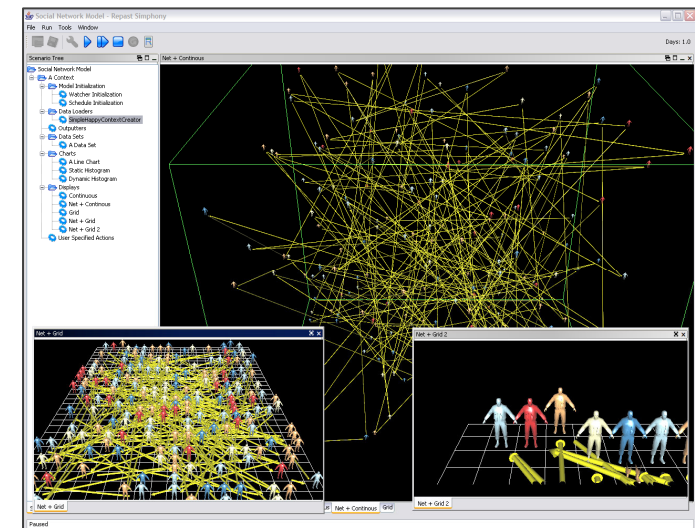 Social Network Model - Repast Simphony
File Run Tools Window
Days: 1.0
Scenario Tree
Net + Continous
Social Network Model
A Context
Model Initialization
Watcher Initialization
Schedule Initialization
Data Loaders
SimpleHappyContextCreator
Outputters
Data Sets
A Data Set
Charts
A Line Chart
Static Histogram
Dynamic Histogram
Displays
Continuous
Net + Continous
Grid
Net + Grid
Net + Grid 2
User Specified Actions
Net + Grid
Net + Grid 2
Net + Grid
Net + Continous Grid
Net + Grid 2
Paused